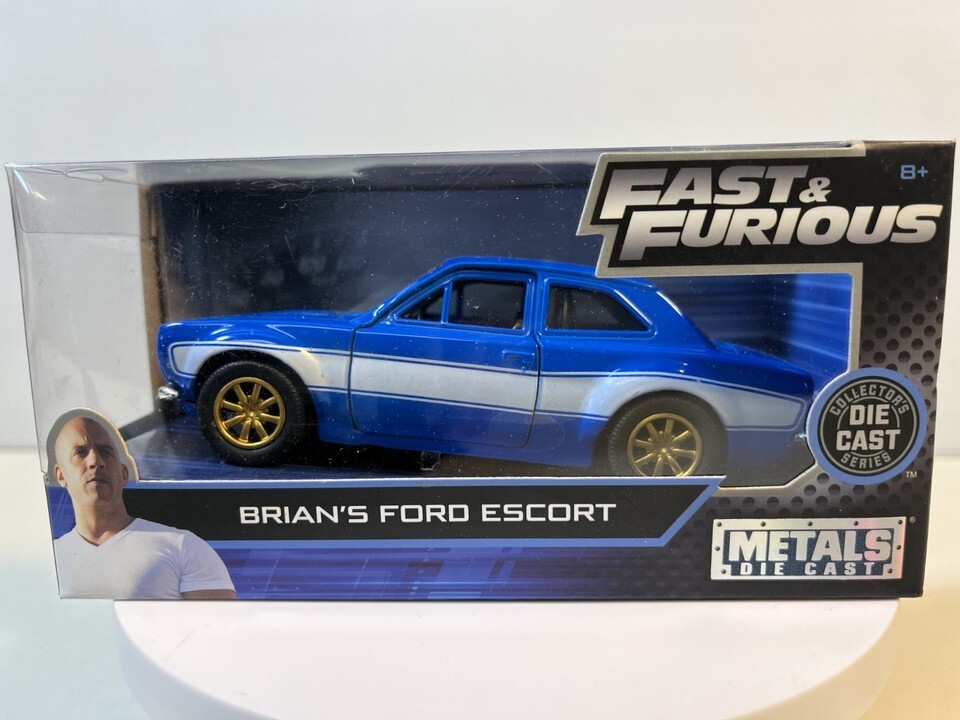 FAST &
FURIOUS
8+
COLLECTOR'S
DIE
CAST
SERIES
TM
BRIAN'S FORD ESCORT
METALS
DIE CAST
®